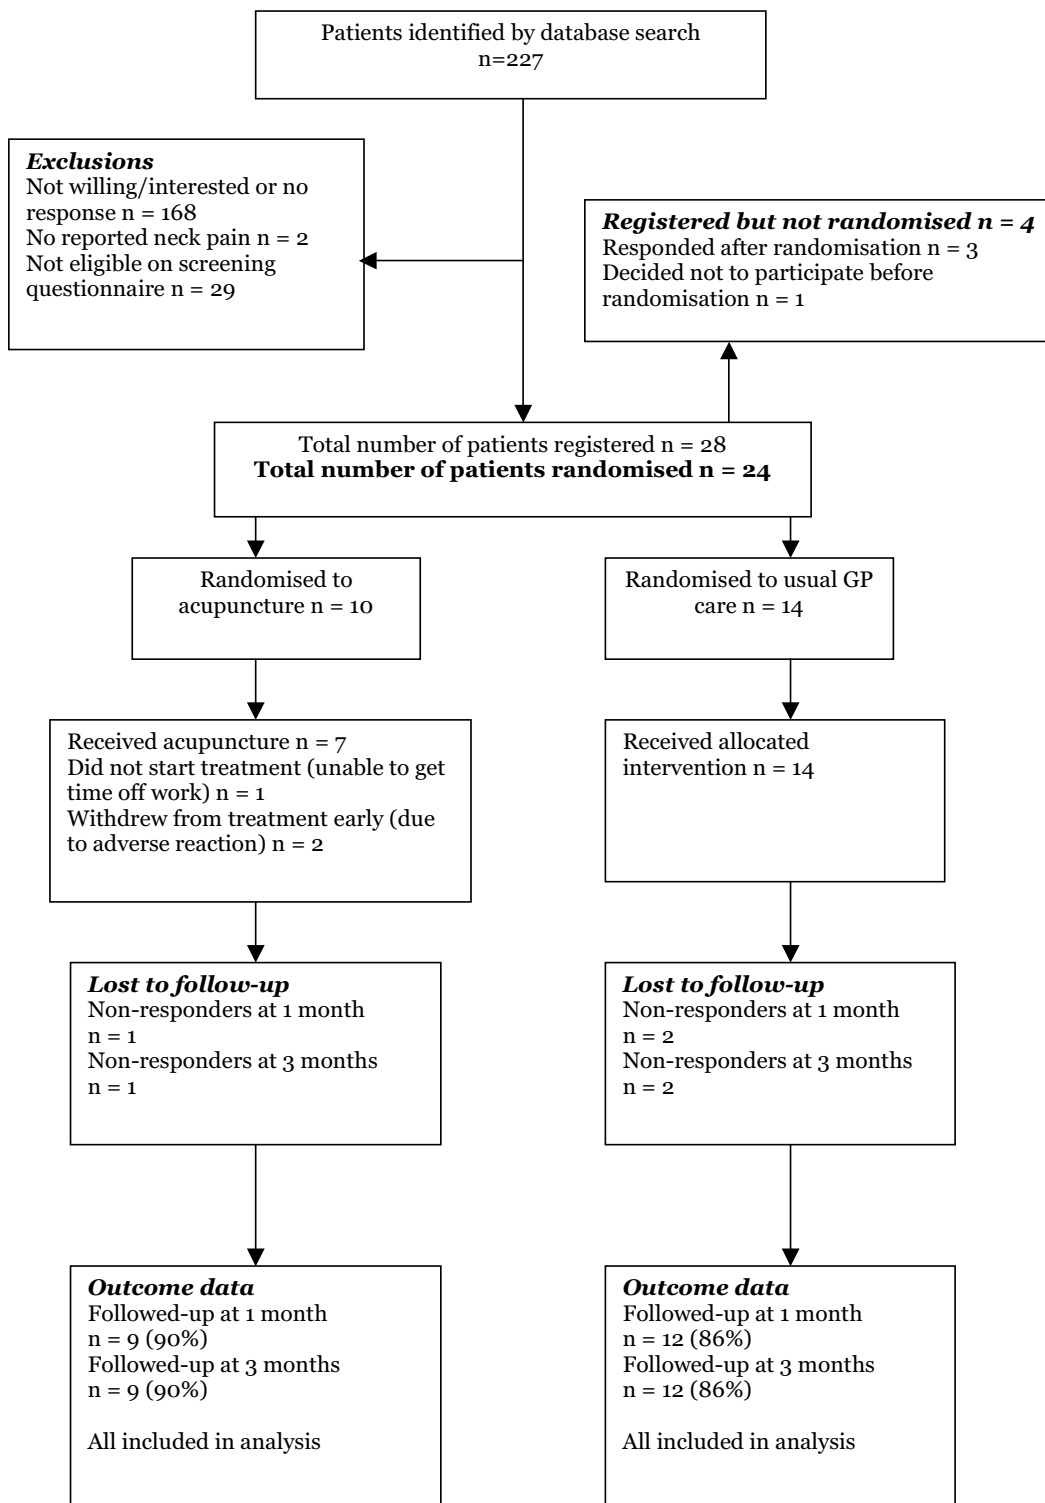 Patients identified by database search
n=227
Exclusions
Not willing/interested or no
response n = 168
No reported neck pain n = 2
Not eligible on screening
questionnaire n = 29
Registered but not randomised n = 4
Responded after randomisation n = 3
Decided not to participate before
randomisation n = 1
Total number of patients registered n = 28
Total number of patients randomised n = 24
Randomised to
acupuncture n = 10
Randomised to usual GP
care n = 14
Received acupuncture n = 7
Did not start treatment (unable to get
time off work) n = 1
Withdrew from treatment early (due
to adverse reaction) n = 2
Received allocated
intervention n = 14
Lost to follow-up
Non-responders at 1 month
n = 1
Non-responders at 3 months
n = 1
Lost to follow-up
Non-responders at 1 month
n = 2
Non-responders at 3 months
n = 2
Outcome data
Followed-up at 1 month
n = 9 (90%)
Followed-up at 3 months
n = 9 (90%)
All included in analysis
Outcome data
Followed-up at 1 month
n = 12 (86%)
Followed-up at 3 months
n = 12 (86%)
All included in analysis